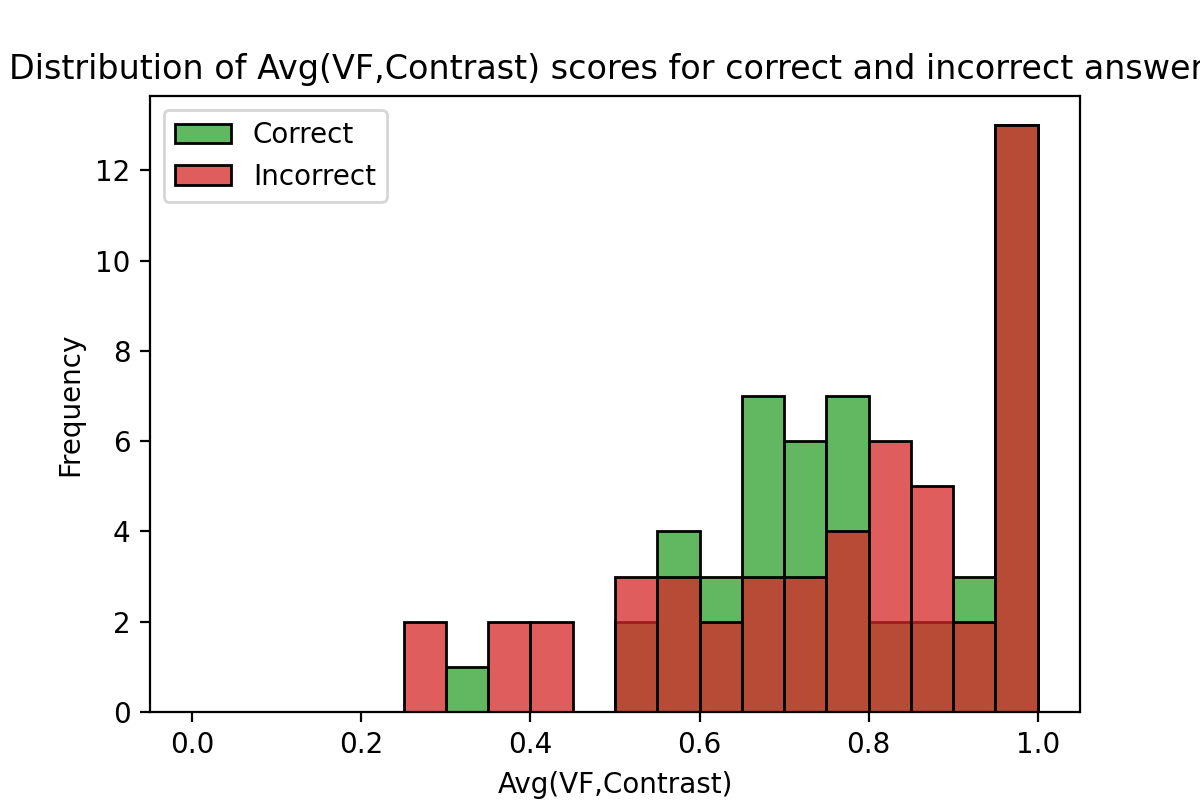 Distribution of Avg(VF,Contrast) scores for correct and incorrect answer
Correct
Incorrect
12
10
8
6
4
2
0
Frequency
0.0 0.2 0.4 0.6 0.8 1.0
Avg(VF,Contrast)